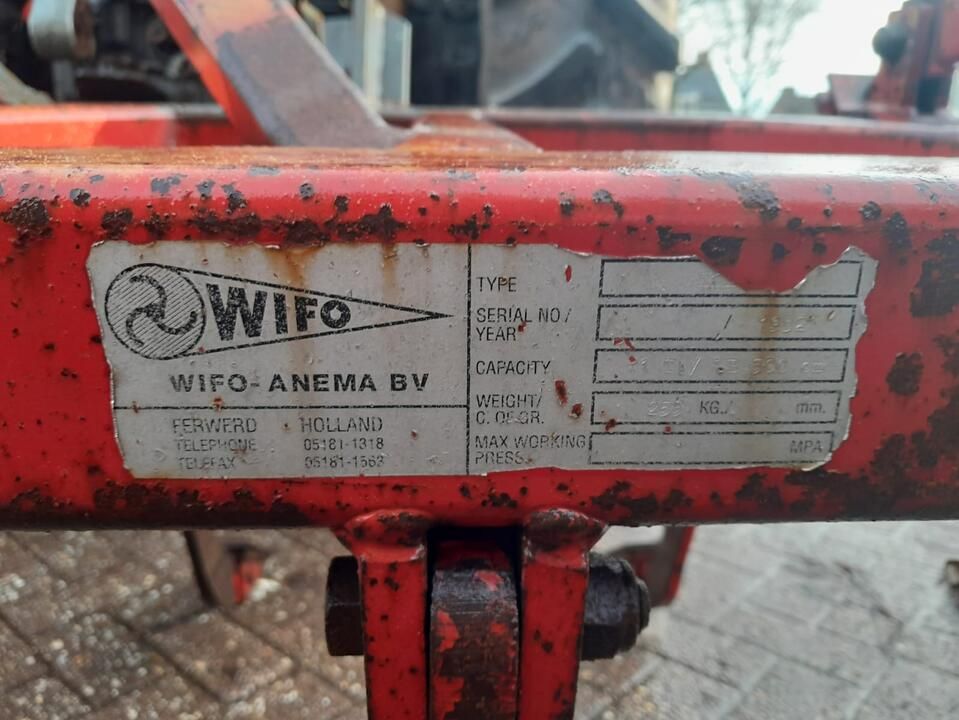 WIFO
WIFO-ANEMA BV
FERWERD HOLLAND
TELEPHONE 05181-1318
TELEFAX 05181-1563
TYPE
SERIAL NO/
YEAR /
CAPACITY
WEIGHT/
C. OF GR. KG./ mm.
MAX WORKING
PRESS. MPA